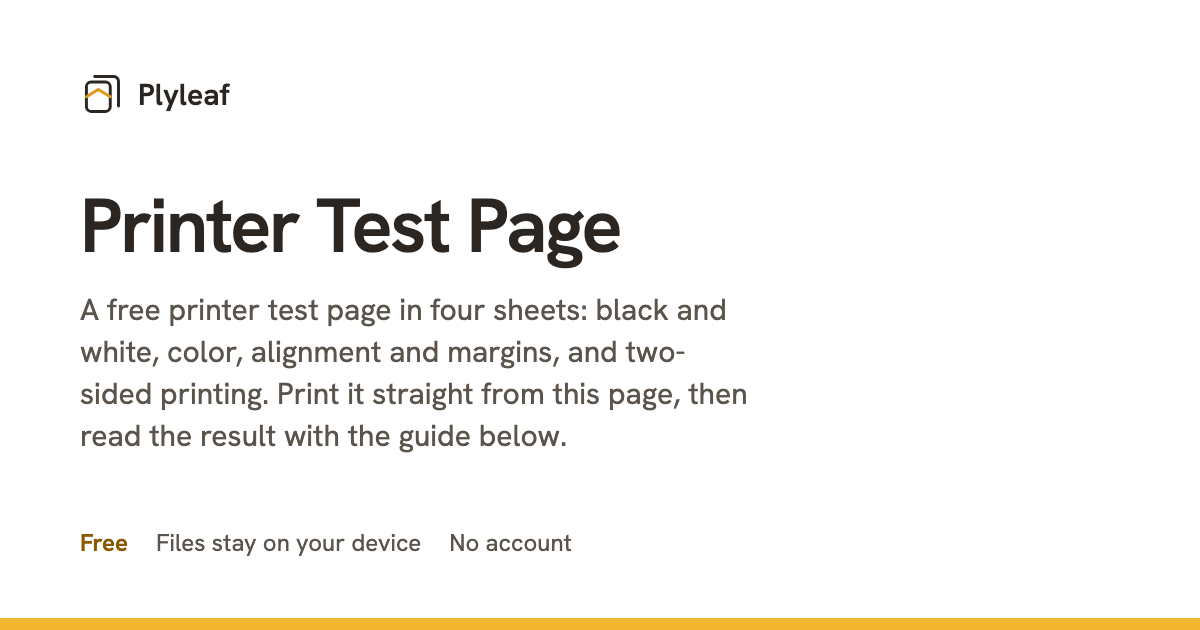 Plyleaf
Printer Test Page
A free printer test page in four sheets: black and
white, color, alignment and margins, and two-
sided printing. Print it straight from this page, then
read the result with the guide below.
Free Files stay on your device No account